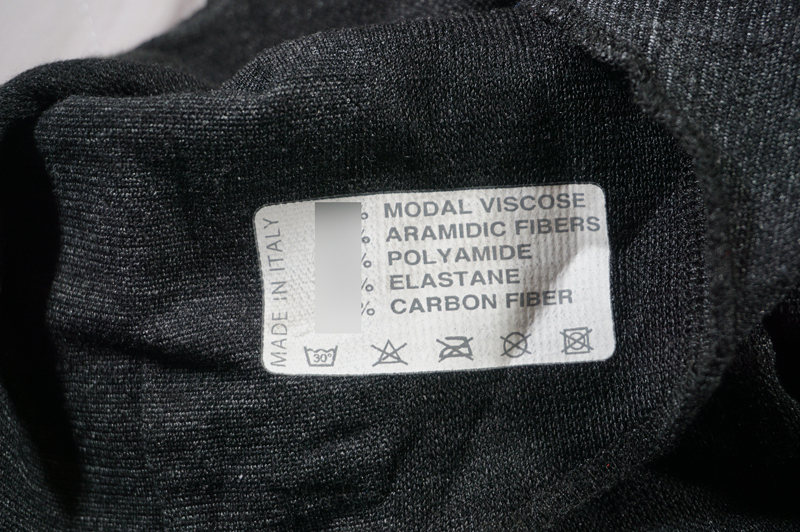 MADE IN ITALY
% MODAL VISCOSE
% ARAMIDIC FIBERS
% POLYAMIDE
% ELASTANE
% CARBON FIBER
30°